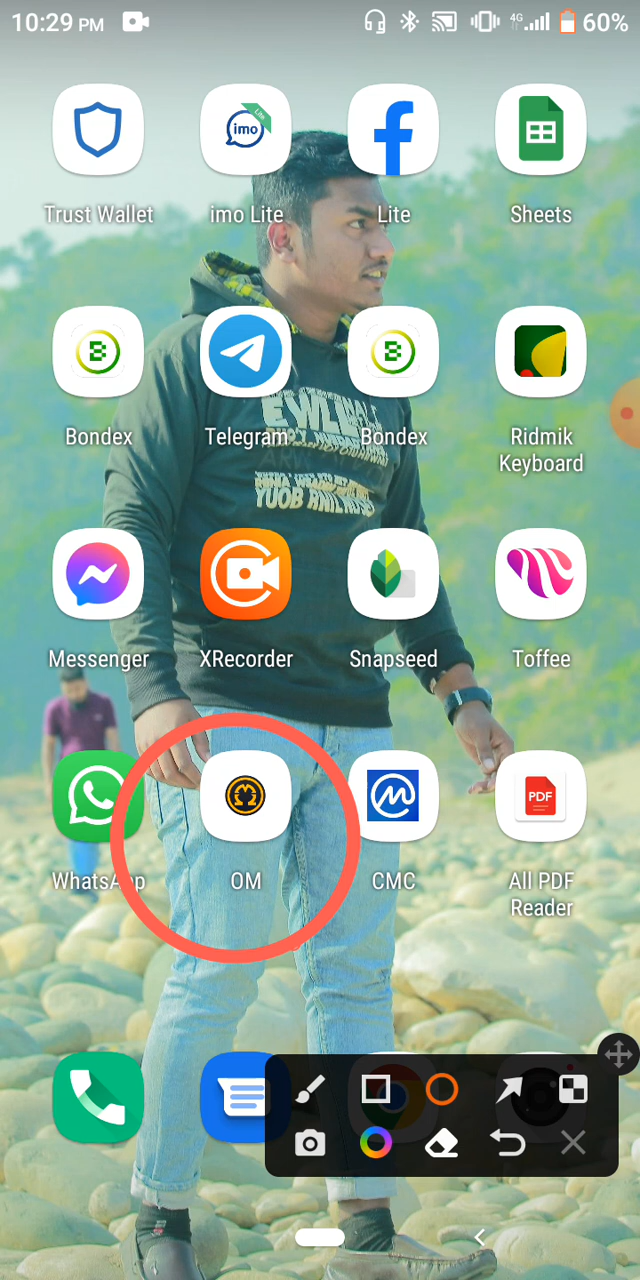 10:29 PM
4G
60%
Lite
imo
Trust Wallet
imo Lite
Lite
Sheets
B
B
Bondex
Telegram
Bondex
Ridmik
Keyboard
Messenger
XRecorder
Snapseed
Toffee
PDF
WhatsApp
OM
CMC
All PDF
Reader